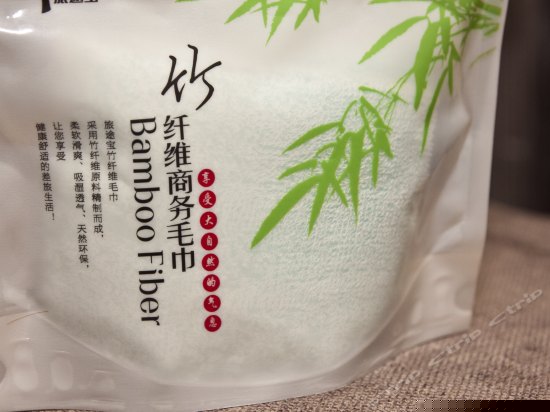 竹
纤维商务毛巾
Bamboo Fiber
享受大自然的气息
旅途宝竹纤维毛巾
采用竹纤维原料精制而成，
柔软滑爽、吸湿透气、天然环保，
让您享受
健康舒适的差旅生活！
trip Ctrip Ctrip